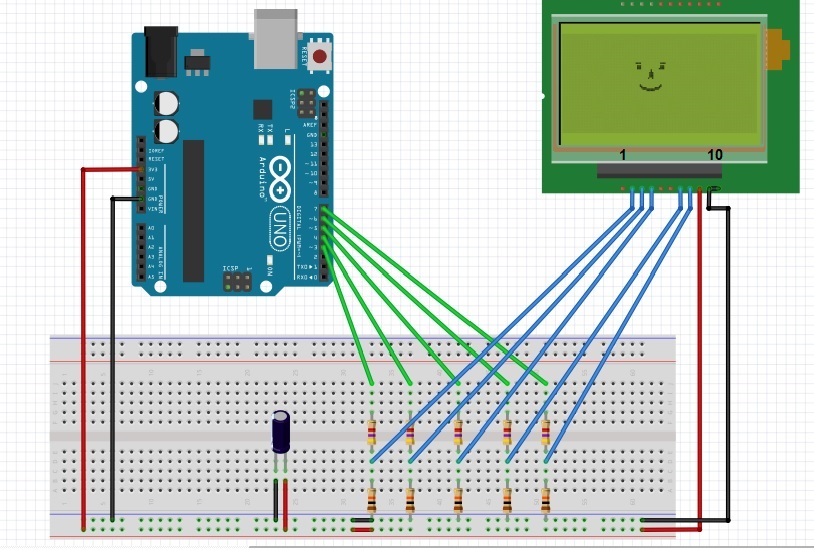 RESET
ICSP2
AREF
GND
13
12
~11
~10
~9
8
L
TX
RX
Arduino
UNO
DIGITAL (PWM~)
7
~6
~5
4
~3
2
TXD 1
RXD 0
IOREF
RESET
3V3
5V
GND
GND
VIN
POWER
A0
A1
A2
A3
A4
A5
ANALOG IN
ICSP
ON
1
10